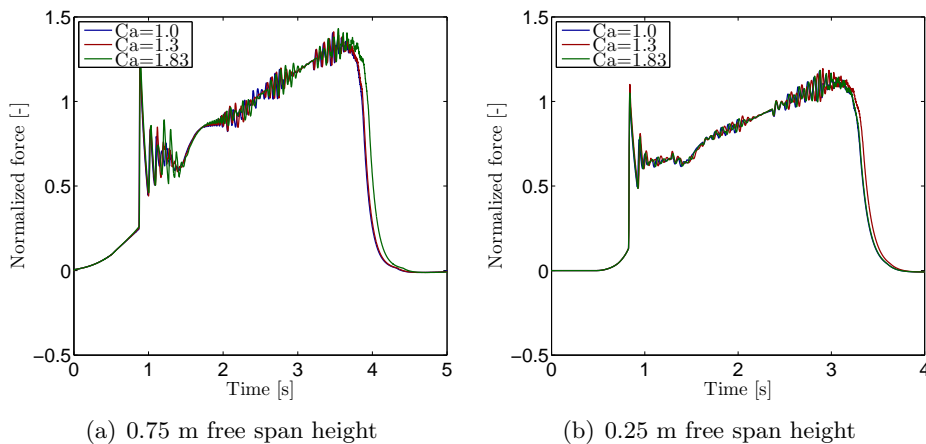 1.5
1
0.5
0
−0.5
0
1
2
3
4
5
Time [s]
Normalized force [-]
Ca=1.0
Ca=1.3
Ca=1.83
(a) 0.75 m free span height
1.5
1
0.5
0
−0.5
0
1
2
3
4
Time [s]
Normalized force [-]
Ca=1.0
Ca=1.3
Ca=1.83
(b) 0.25 m free span height